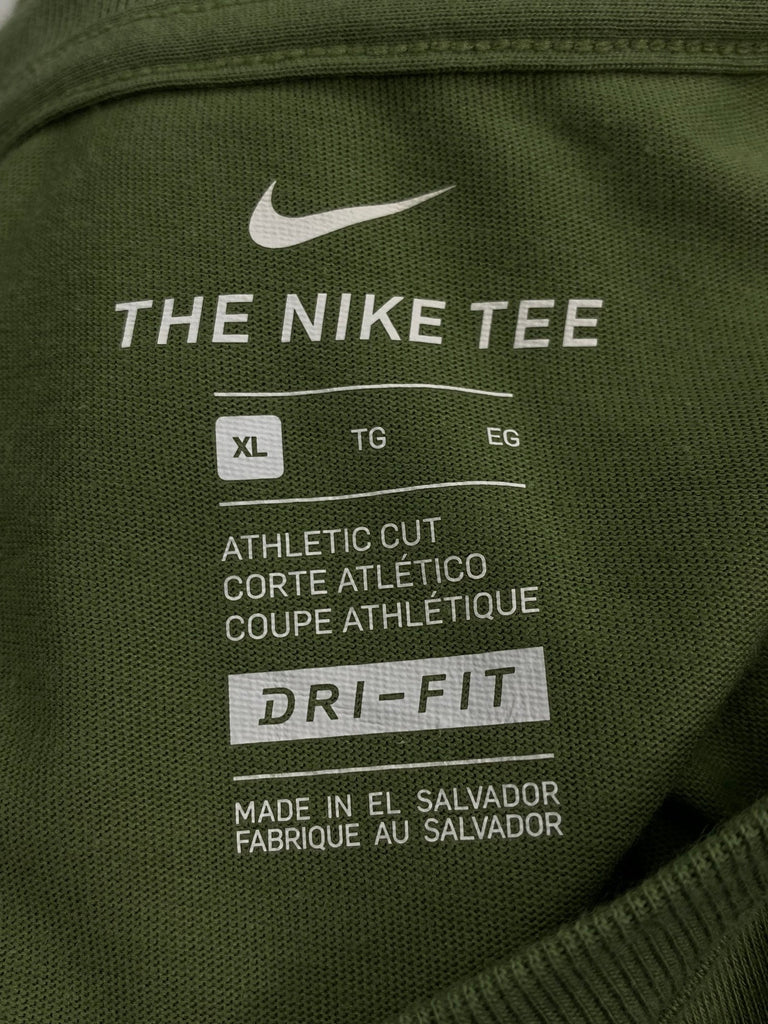 THE NIKE TEE
XL TG EG
ATHLETIC CUT
CORTE ATLÉTICO
COUPE ATHLÉTIQUE
DRI-FIT
MADE IN EL SALVADOR
FABRIQUE AU SALVADOR